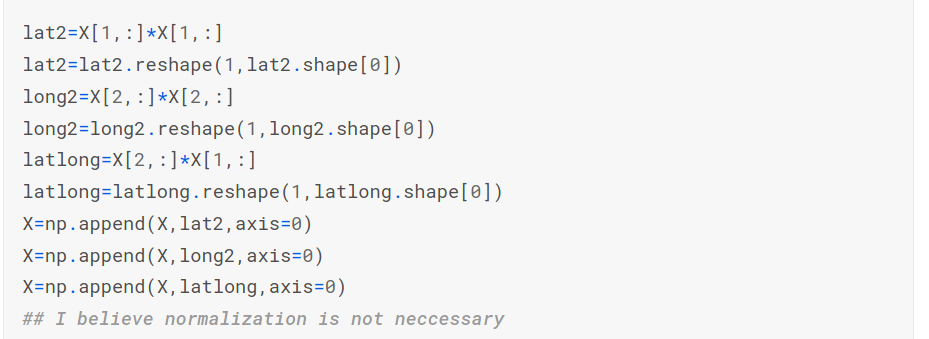 lat2=X[1,:]*X[1,:]
lat2=lat2.reshape(1,lat2.shape[0])
long2=X[2,:]*X[2,:]
long2=long2.reshape(1,long2.shape[0])
latlong=X[2,:]*X[1,:]
latlong=latlong.reshape(1,latlong.shape[0])
X=np.append(X,lat2,axis=0)
X=np.append(X,long2,axis=0)
X=np.append(X,latlong,axis=0)
## I believe normalization is not neccessary